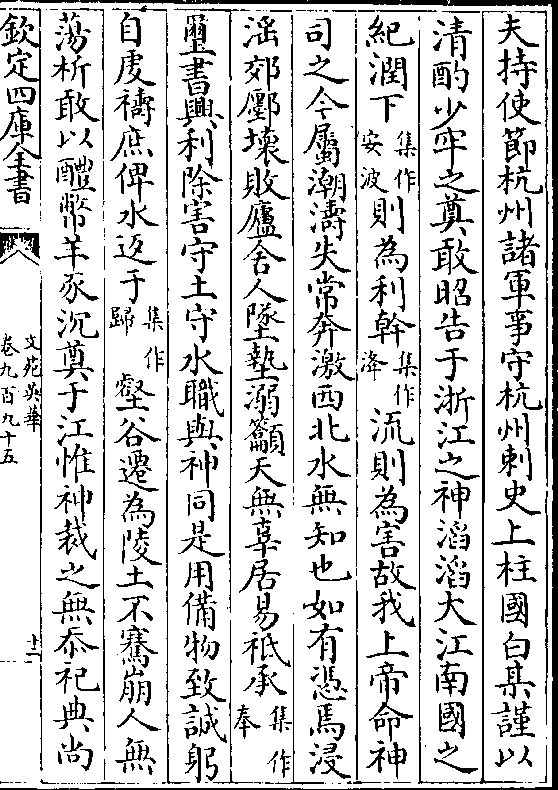 夫持使節杭州諸軍事守杭州刺史上柱國白某謹以
清酌少牢之奠敢昭告于浙江之神滔滔大江南國之
紀潤下集作安波則為利斡集作洚流則為害故我上帝命神
司之今屬潮濤失常奔激西北水無知也如有憑焉浸
滛郊鄽壊敗廬舍人墜墊溺籲天無辜居易祇承集作奉
璽書興利除害守土守水職與神同是用備物致誠躬
自虔禱庶俾水返于集作歸壑谷遷為陵土不騫崩人無
蕩析敢以醴幣羊豕沉奠于江惟神裁之無忝祀典尚
欽定四庫全書
文苑英華
卷九百九十五
十二